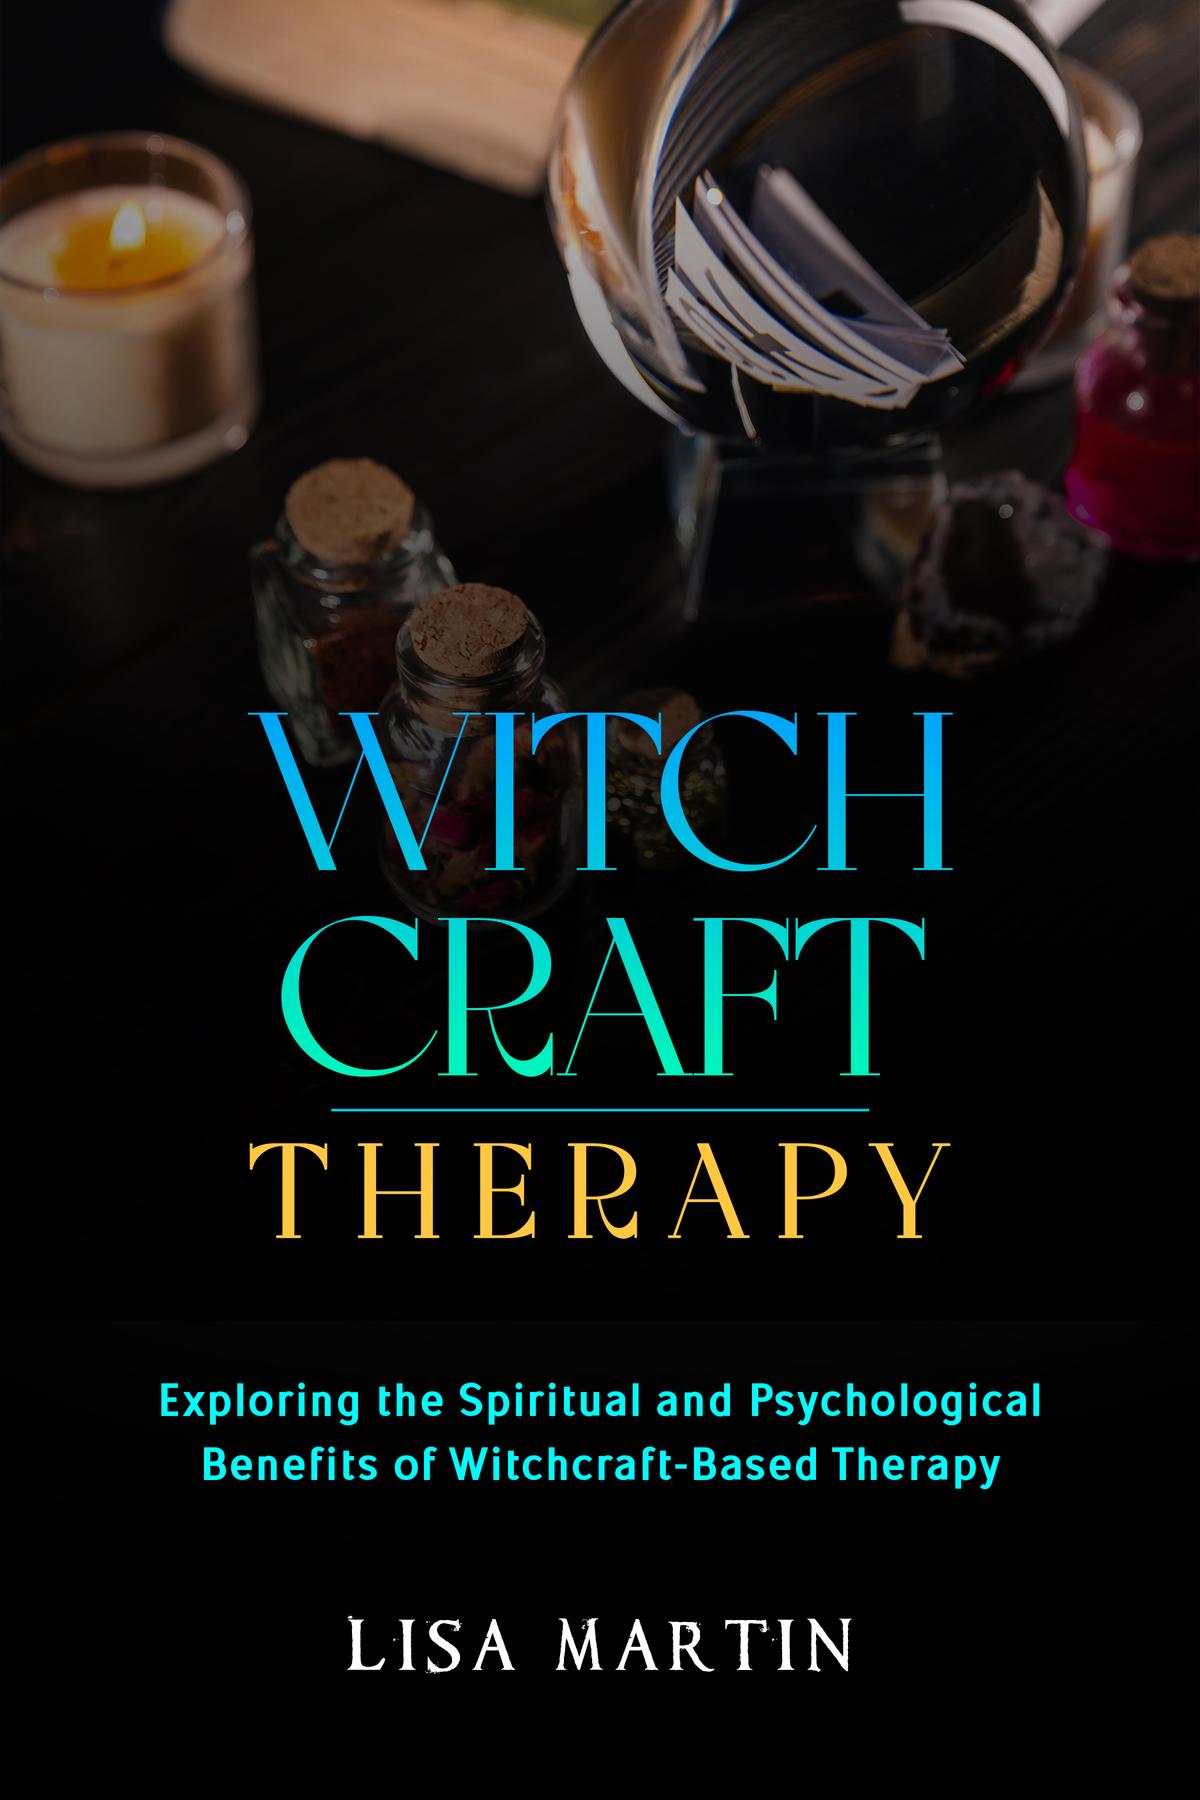 WITCH
CRAFT
THERAPY
Exploring the Spiritual and Psychological
Benefits of Witchcraft-Based Therapy
LISA MARTIN